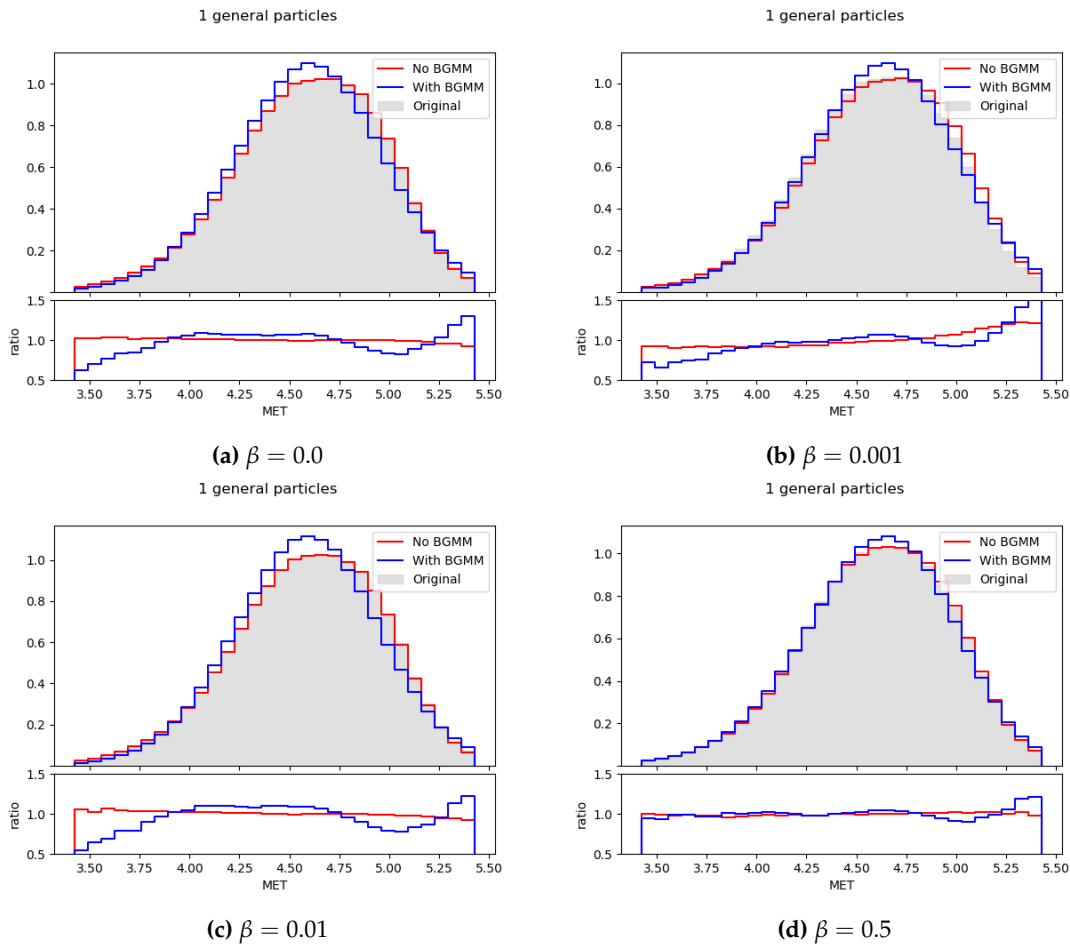 1 general particles
No BGMM
With BGMM
Original
1.0
0.8
0.6
0.4
0.2
1.5
1.0
0.5
ratio
3.50 3.75 4.00 4.25 4.50 4.75 5.00 5.25 5.50
MET
(a) β = 0.0
1 general particles
No BGMM
With BGMM
Original
1.0
0.8
0.6
0.4
0.2
1.5
1.0
0.5
ratio
3.50 3.75 4.00 4.25 4.50 4.75 5.00 5.25 5.50
MET
(b) β = 0.001
1 general particles
No BGMM
With BGMM
Original
1.0
0.8
0.6
0.4
0.2
1.5
1.0
0.5
ratio
3.50 3.75 4.00 4.25 4.50 4.75 5.00 5.25 5.50
MET
(c) β = 0.01
1 general particles
No BGMM
With BGMM
Original
1.0
0.8
0.6
0.4
0.2
1.5
1.0
0.5
ratio
3.50 3.75 4.00 4.25 4.50 4.75 5.00 5.25 5.50
MET
(d) β = 0.5